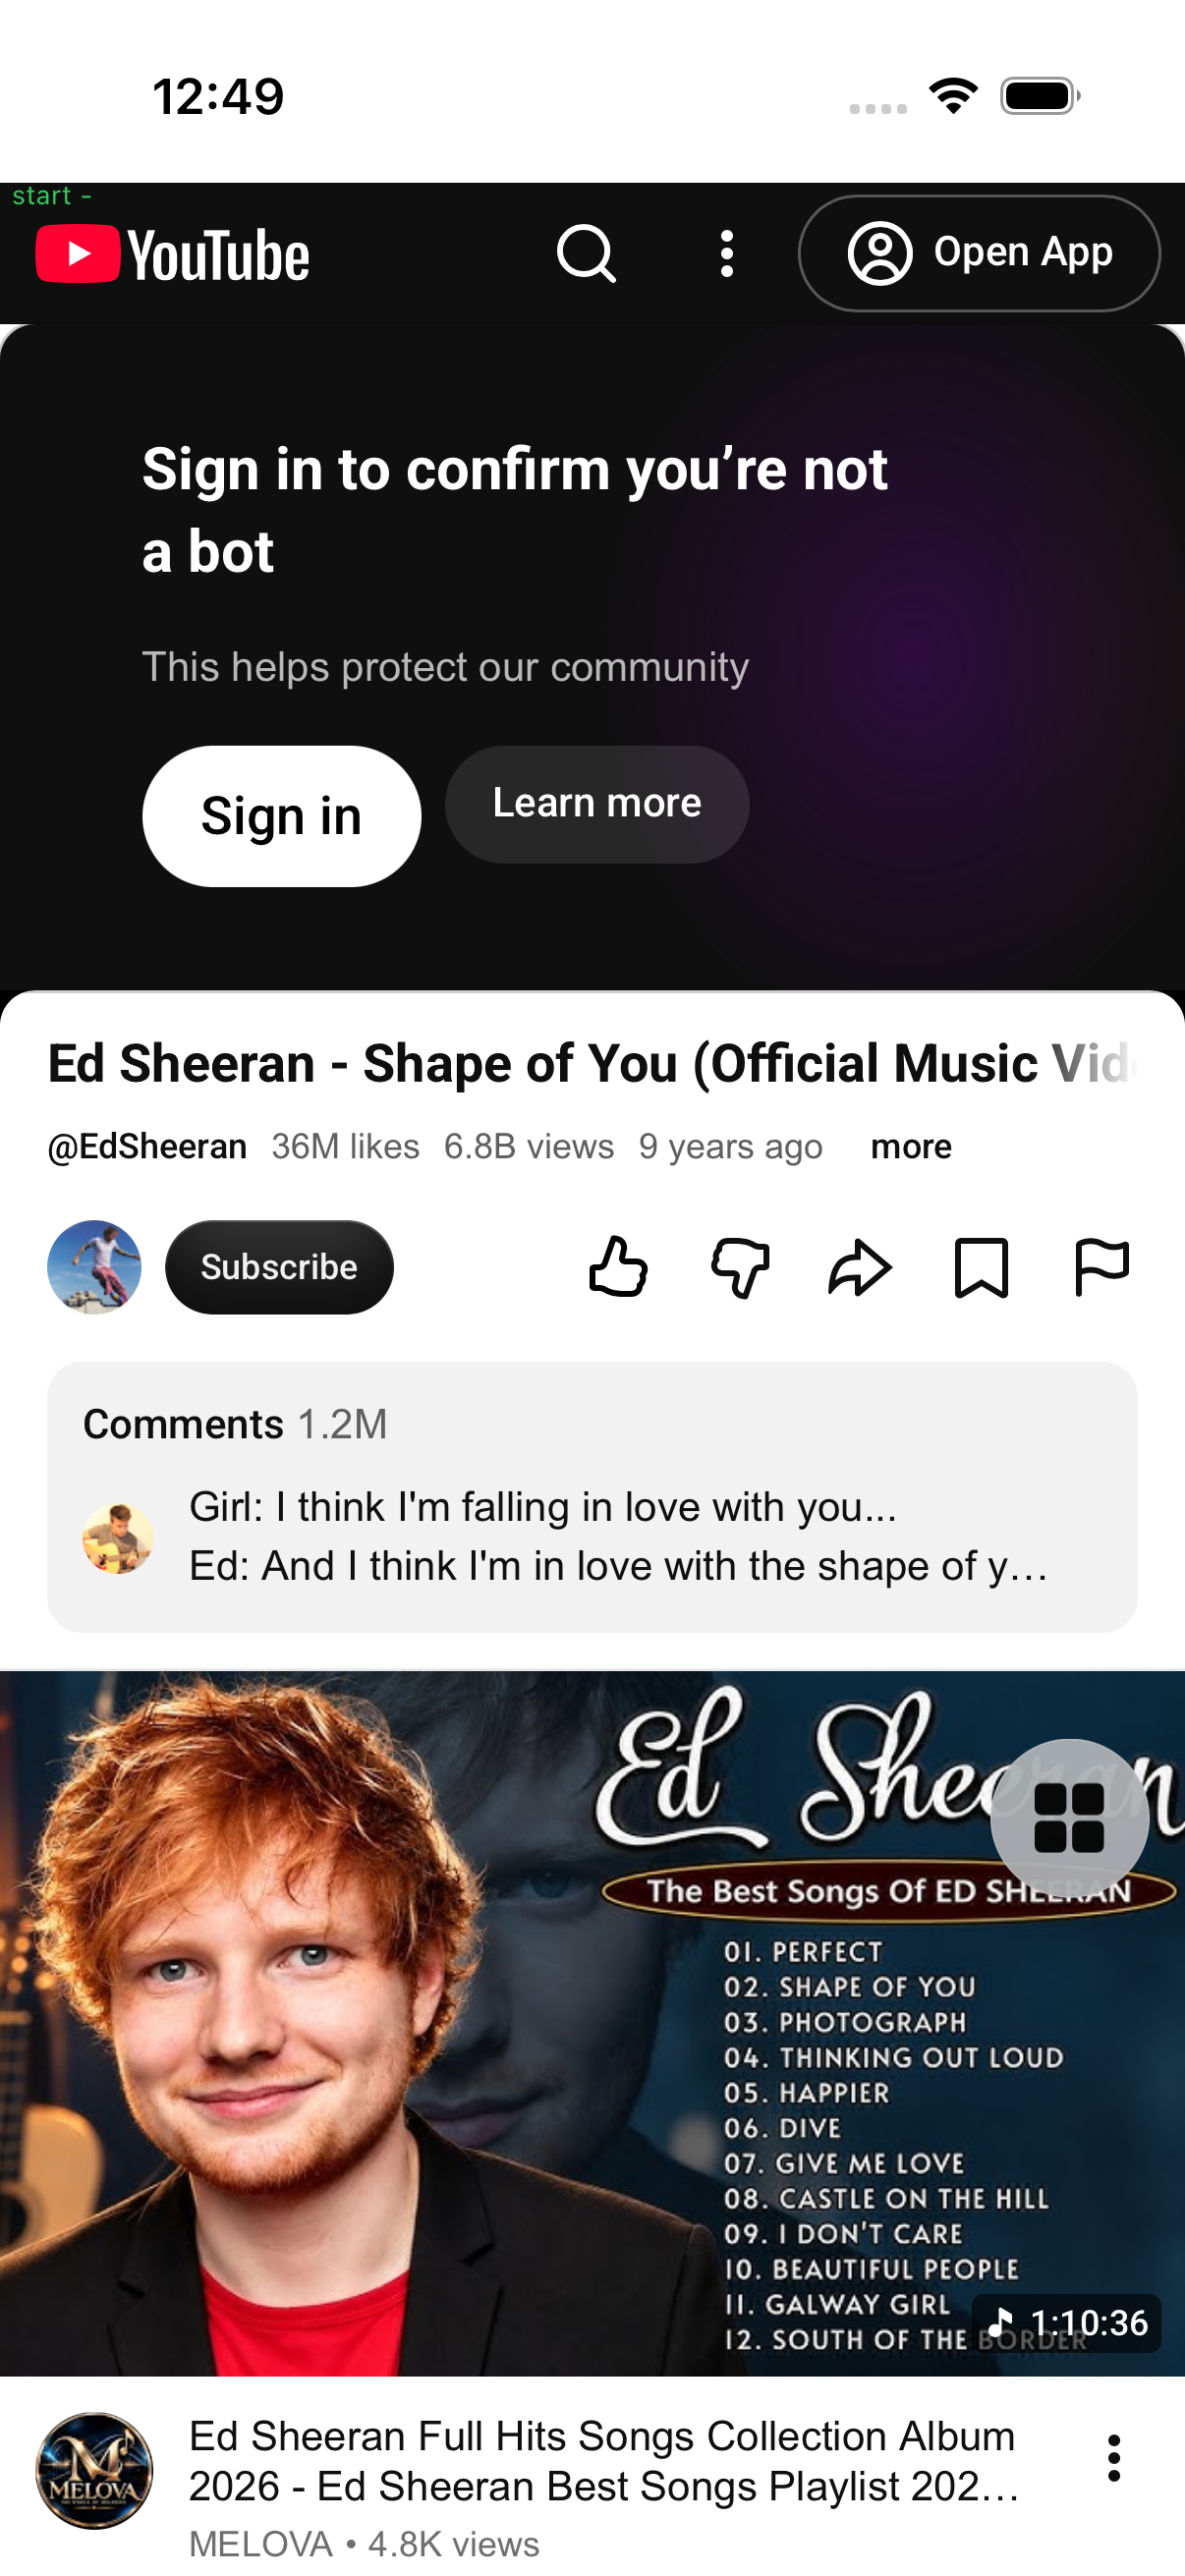 12:49
start -
YouTube
Open App
Sign in to confirm you’re not
a bot
This helps protect our community
Sign in
Learn more
Ed Sheeran - Shape of You (Official Music Vid
@EdSheeran 36M likes 6.8B views 9 years ago more
Subscribe
Comments 1.2M
Girl: I think I'm falling in love with you...
Ed: And I think I'm in love with the shape of y…
Ed Sheeran
The Best Songs Of ED SHEERAN
01. PERFECT
02. SHAPE OF YOU
03. PHOTOGRAPH
04. THINKING OUT LOUD
05. HAPPIER
06. DIVE
07. GIVE ME LOVE
08. CASTLE ON THE HILL
09. I DON'T CARE
10. BEAUTIFUL PEOPLE
11. GALWAY GIRL
12. SOUTH OF THE BORDER
1:10:36
Ed Sheeran Full Hits Songs Collection Album
2026 - Ed Sheeran Best Songs Playlist 202…
MELOVA
MELOVA • 4.8K views